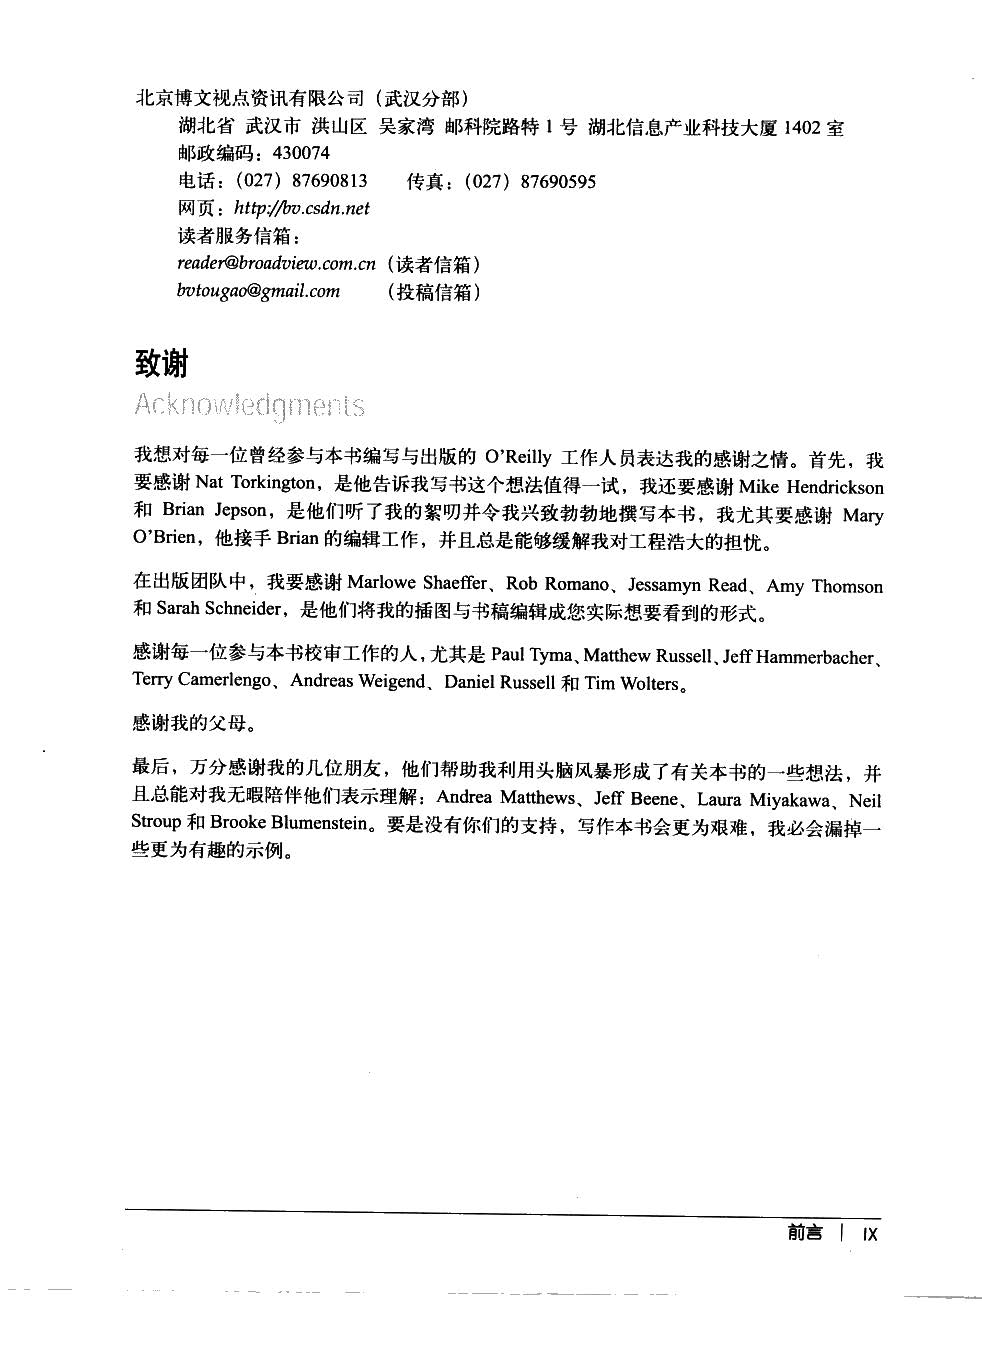 北京博文视点资讯有限公司（武汉分部）
湖北省 武汉市 洪山区 吴家湾 邮科院路特 1 号 湖北信息产业科技大厦 1402 室
邮政编码：430074
电话：（027）87690813 传真：（027）87690595
网页：http://bv.csdn.net
读者服务信箱：
reader@broadview.com.cn（读者信箱）
bvtougao@gmail.com （投稿信箱）
致谢
Acknowledgments
我想对每一位曾经参与本书编写与出版的 O’Reilly 工作人员表达我的感谢之情。首先，我
要感谢 Nat Torkington，是他告诉我写书这个想法值得一试，我还要感谢 Mike Hendrickson
和 Brian Jepson，是他们听了我的絮叨并令我兴致勃勃地撰写本书，我尤其要感谢 Mary
O’Brien，他接手 Brian 的编辑工作，并且总是能够缓解我对工程浩大的担忧。
在出版团队中，我要感谢 Marlowe Shaeffer、Rob Romano、Jessamyn Read、Amy Thomson
和 Sarah Schneider，是他们将我的插图与书稿编辑成您实际想要看到的形式。
感谢每一位参与本书校审工作的人，尤其是 Paul Tyma、Matthew Russell、Jeff Hammerbacher、
Terry Camerlengo、Andreas Weigend、Daniel Russell 和 Tim Wolters。
感谢我的父母。
最后，万分感谢我的几位朋友，他们帮助我利用头脑风暴形成了有关本书的一些想法，并
且总能对我无暇陪伴他们表示理解：Andrea Matthews、Jeff Beene、Laura Miyakawa、Neil
Stroup 和 Brooke Blumenstein。要是没有你们的支持，写作本书会更为艰难，我必会漏掉一
些更为有趣的示例。
前言 | IX